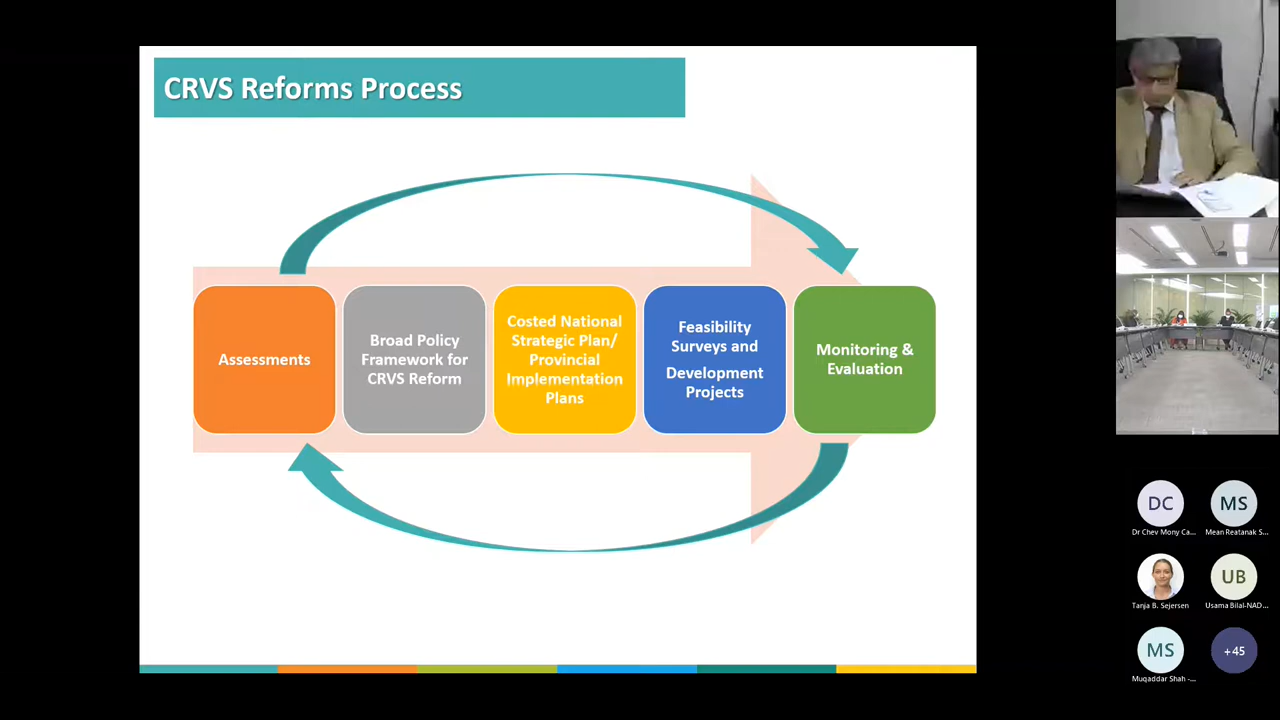 CRVS Reforms Process
Assessments
Broad Policy
Framework for
CRVS Reform
Costed National
Strategic Plan/
Provincial
Implementation
Plans
Feasibility
Surveys and
Development
Projects
Monitoring &
Evaluation
DC
Dr Chev Mony Ca...
MS
Mean Reatanak S...
Tanja B. Sejersen
UB
Usama Bilal-NAD...
MS
Muqaddar Shah -...
+45